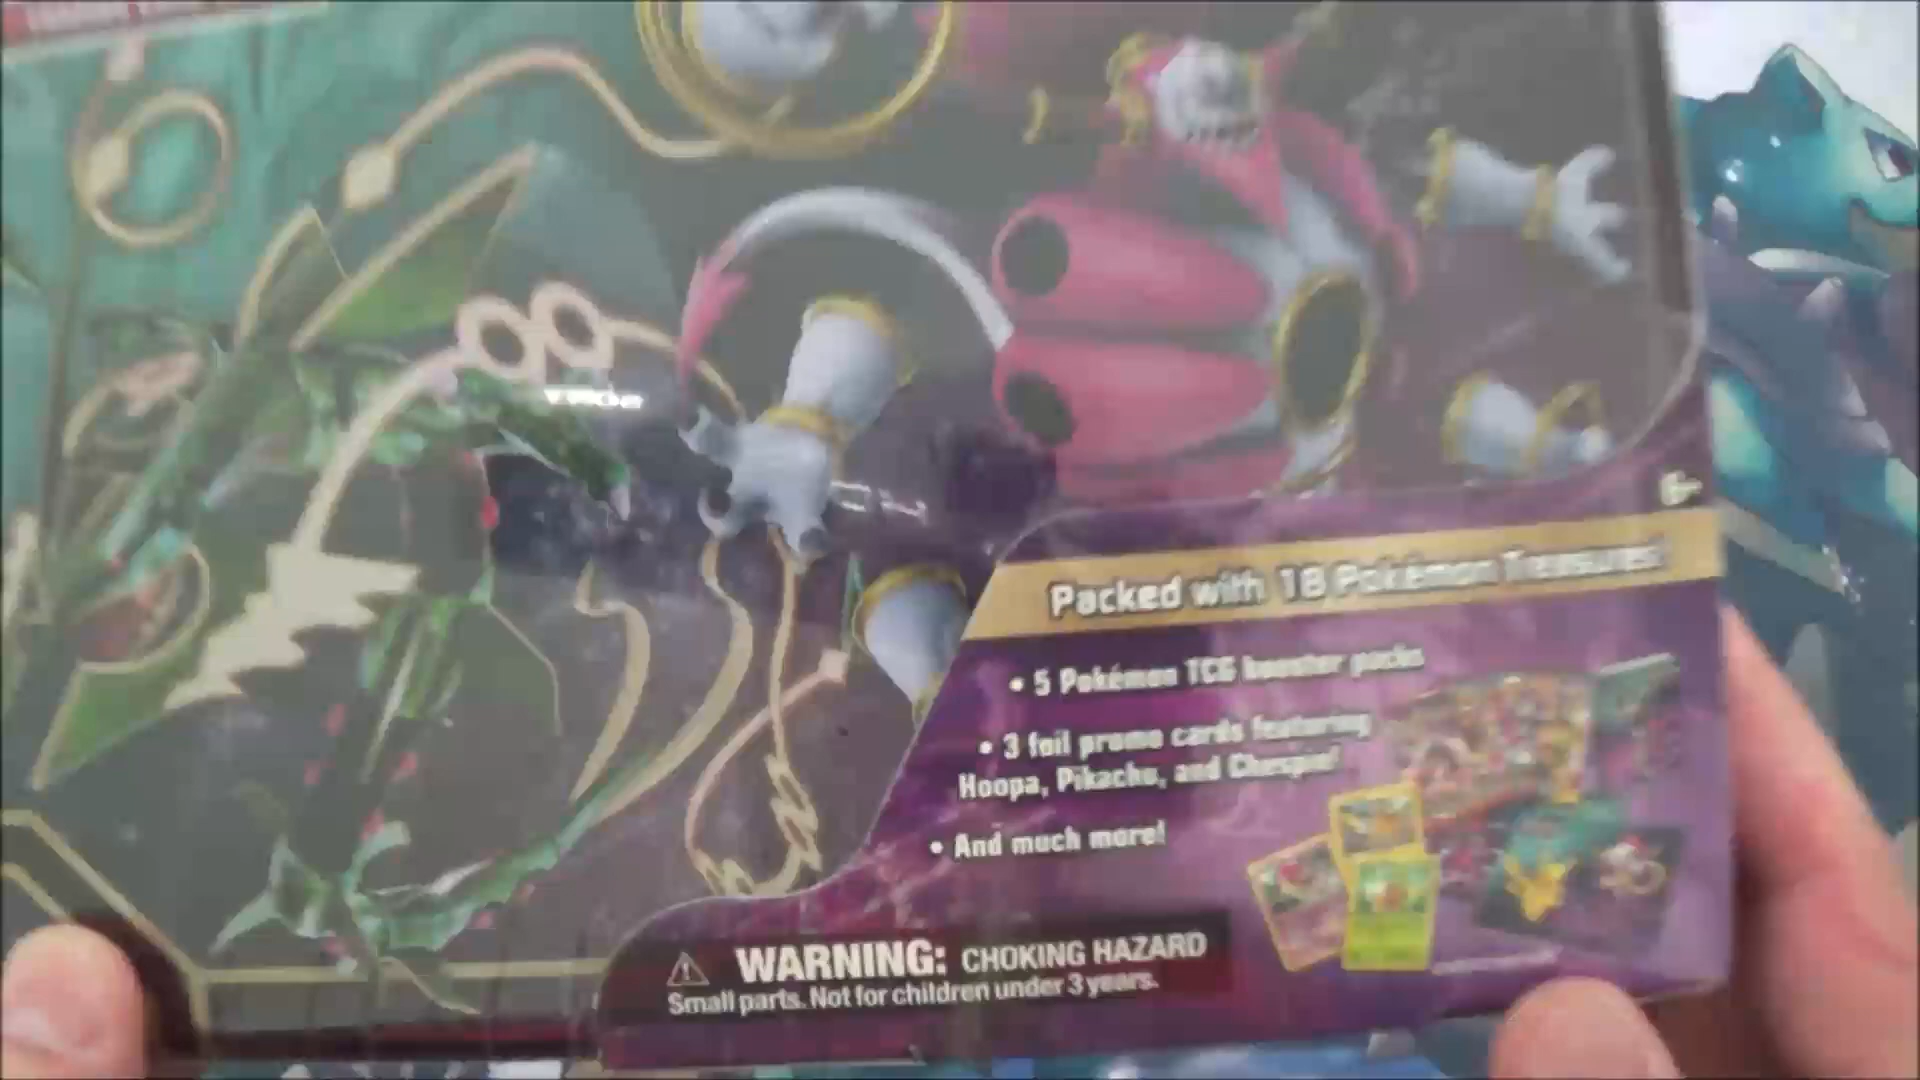 6+
Packed with 18 Pokémon Treasures!
• 5 Pokémon TCG booster packs
• 3 foil promo cards featuring
Hoopa, Pikachu, and Chespin!
• And much more!
WARNING: CHOKING HAZARD
Small parts. Not for children under 3 years.